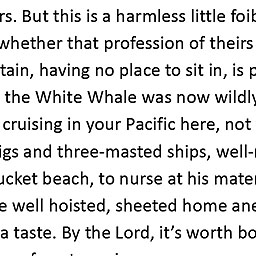 rs. But this is a harmless little foib
whether that profession of theirs
tain, having no place to sit in, is p
the White Whale was now wildly
cruising in your Pacific here, not
igs and three-masted ships, well-
ucket beach, to nurse at his mater
e well hoisted, sheeted home ane
a taste. By the Lord, it’s worth bo